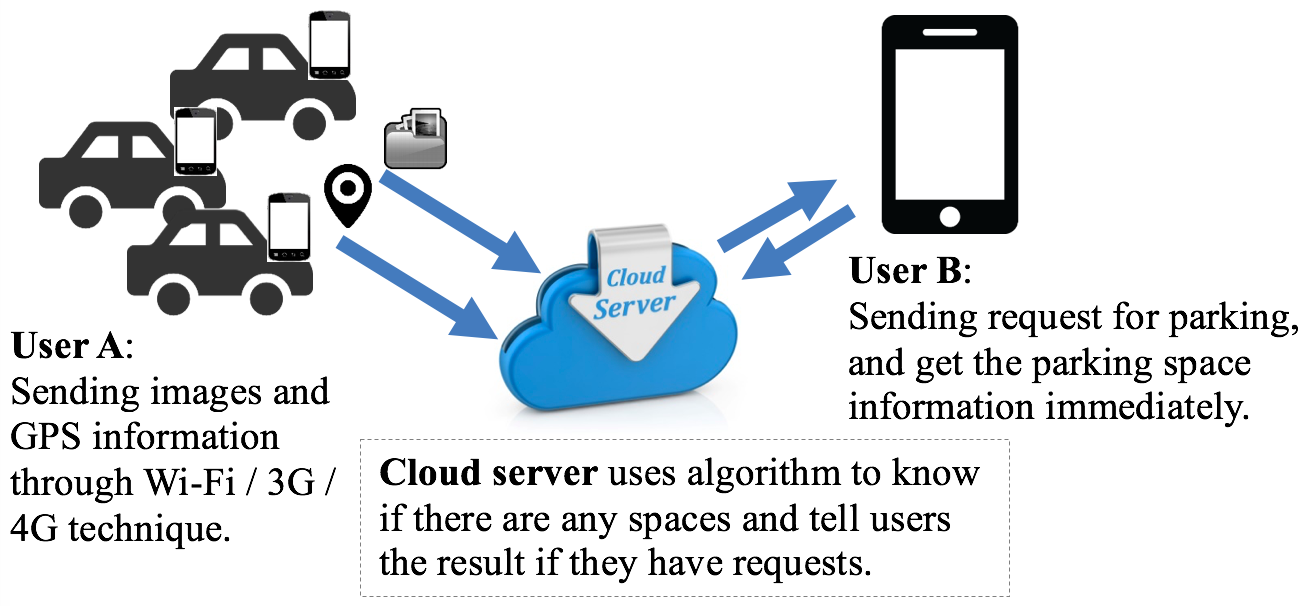 Cloud
Server
User A:
Sending images and
GPS information
through Wi-Fi / 3G /
4G technique.
User B:
Sending request for parking,
and get the parking space
information immediately.
Cloud server uses algorithm to know
if there are any spaces and tell users
the result if they have requests.